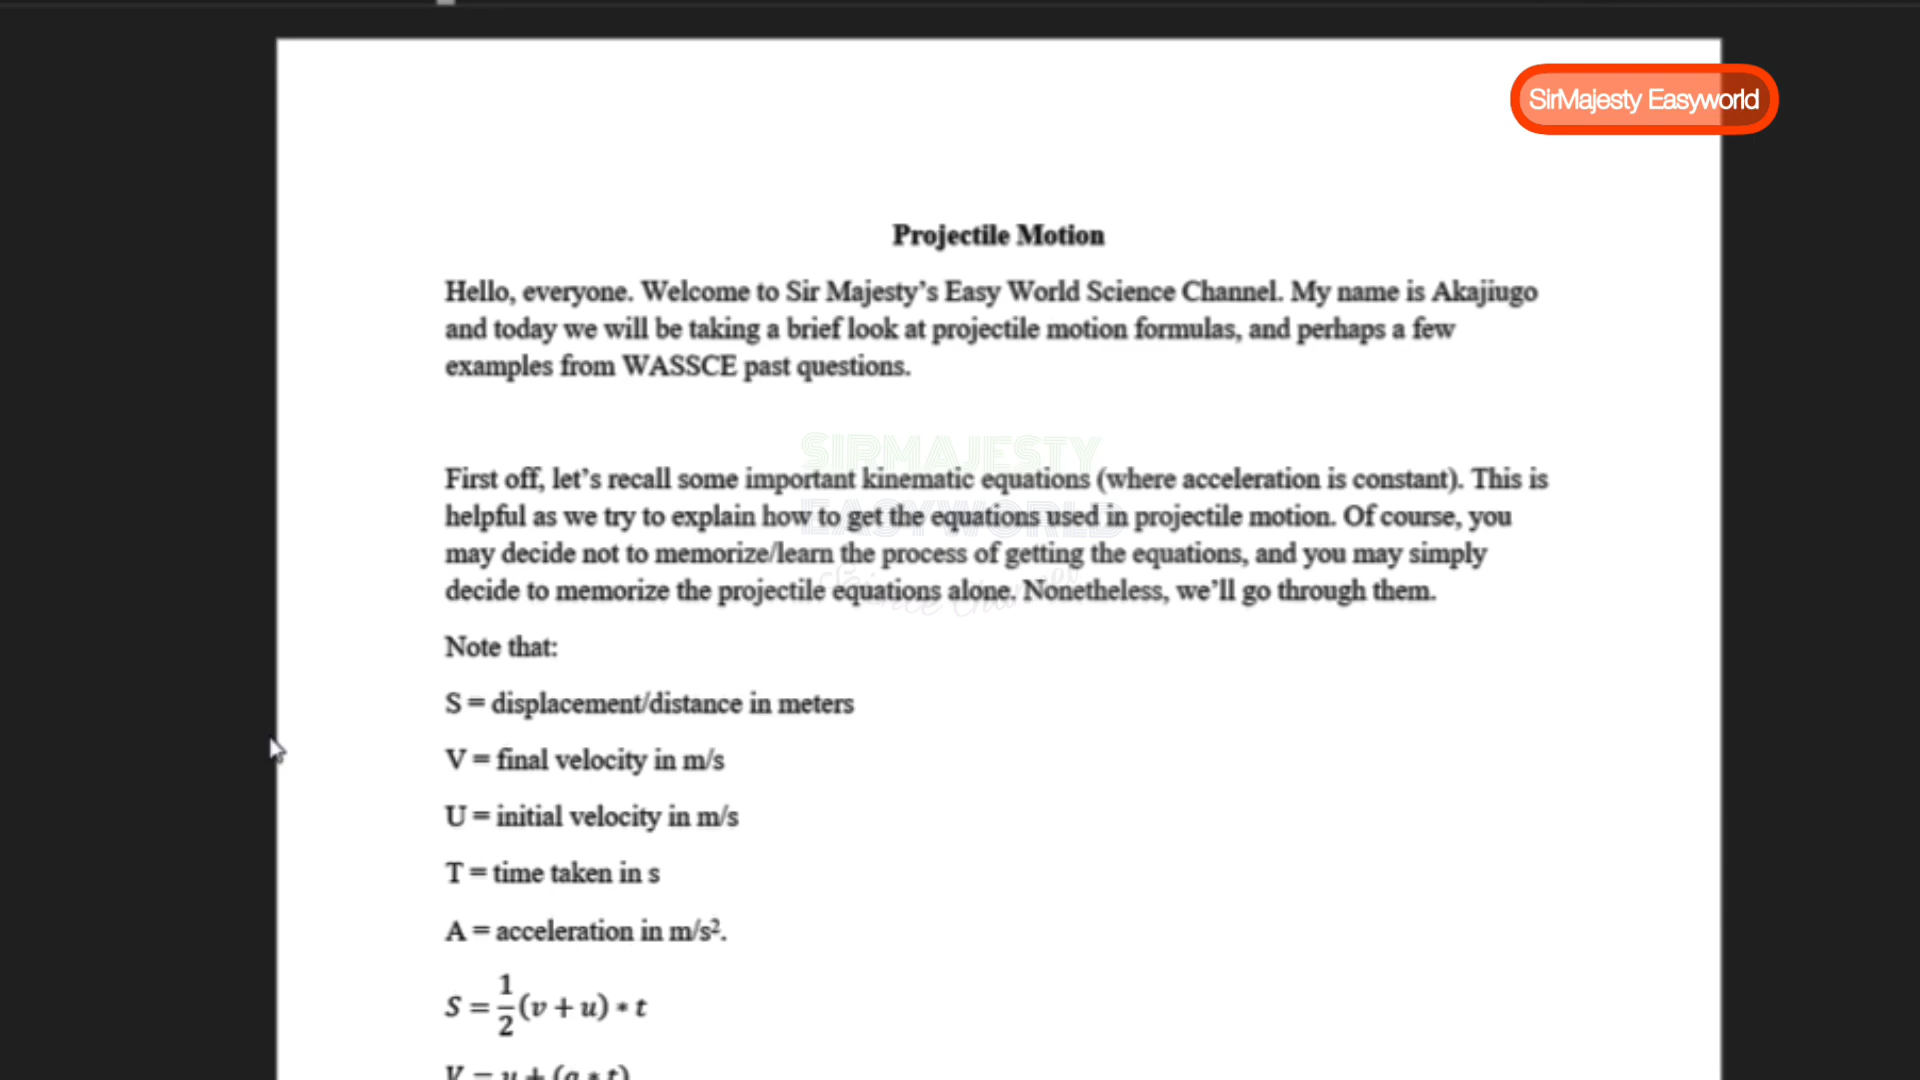 SirMajesty Easyworld
Projectile Motion
Hello, everyone. Welcome to Sir Majesty’s Easy World Science Channel. My name is Akajiugo
and today we will be taking a brief look at projectile motion formulas, and perhaps a few
examples from WASSCE past questions.
SIRMAJESTY
First off, let’s recall some important kinematic equations (where acceleration is constant). This is
EASYWORLD
helpful as we try to explain how to get the equations used in projectile motion. Of course, you
may decide not to memorize/learn the process of getting the equations, and you may simply
Science Channel
decide to memorize the projectile equations alone. Nonetheless, we’ll go through them.
Note that:
S = displacement/distance in meters
V = final velocity in m/s
U = initial velocity in m/s
T = time taken in s
A = acceleration in m/s².
S = 1/2 (v + u) * t
V = u + (a * t)